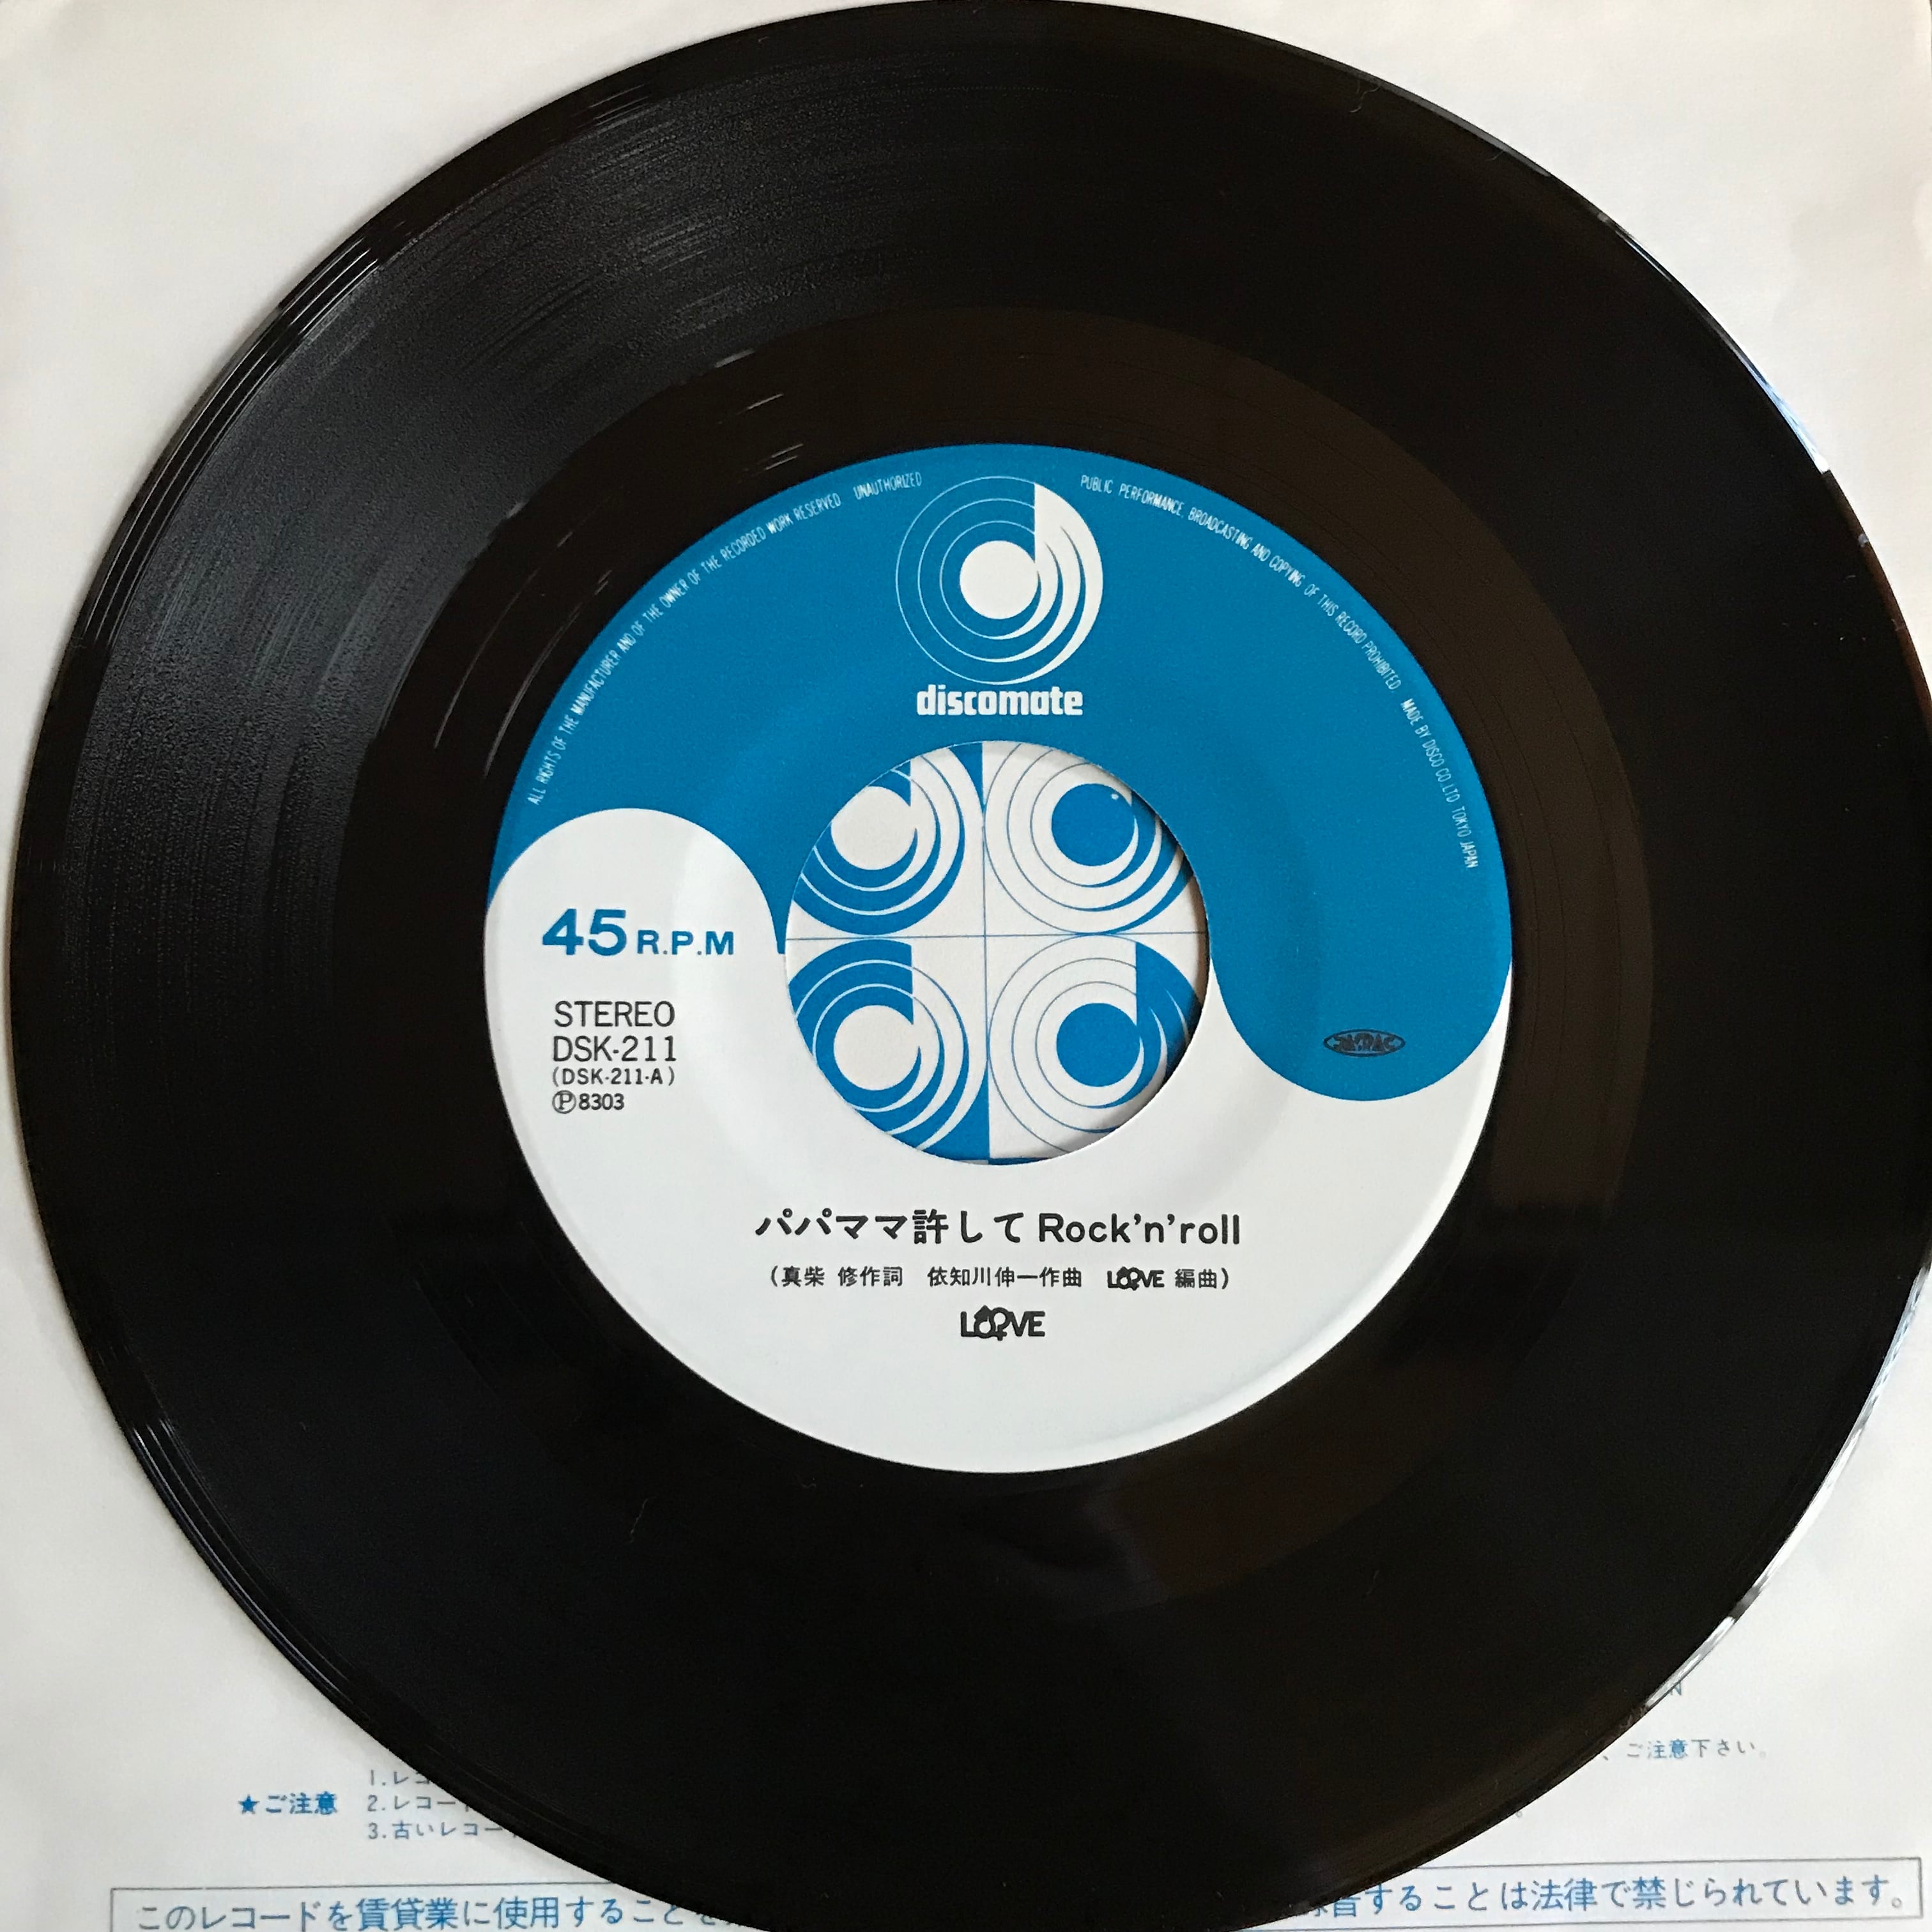 ALL RIGHTS OF THE MANUFACTURER AND OF THE OWNER OF THE RECORDED WORK RESERVED UNAUTHORIZED PUBLIC PERFORMANCE, BROADCASTING AND COPYING OF THIS RECORD PROHIBITED. MADE BY DISCO CO.LTD TOKYO JAPAN
discomate
45 R.P.M
STEREO
DSK-211
(DSK-211-A)
Ⓟ8303
JASRAC
パパママ許して Rock'n'roll
(真柴 修作詞 依知川伸一作曲 LOVE 編曲)
LOVE
N
、ご注意下さい。
1.レコ
★ご注意 2.レコー
3.古いレコー
このレコードを賃貸業に使用することを 音することは法律で禁じられています。